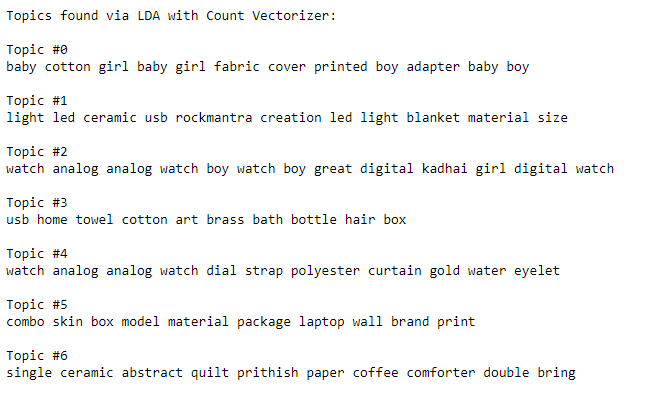 Topics found via LDA with Count Vectorizer:
Topic #0
baby cotton girl baby girl fabric cover printed boy adapter baby boy
Topic #1
light led ceramic usb rockmantra creation led light blanket material size
Topic #2
watch analog analog watch boy watch boy great digital kadhai girl digital watch
Topic #3
usb home towel cotton art brass bath bottle hair box
Topic #4
watch analog analog watch dial strap polyester curtain gold water eyelet
Topic #5
combo skin box model material package laptop wall brand print
Topic #6
single ceramic abstract quilt prithish paper coffee comforter double bring